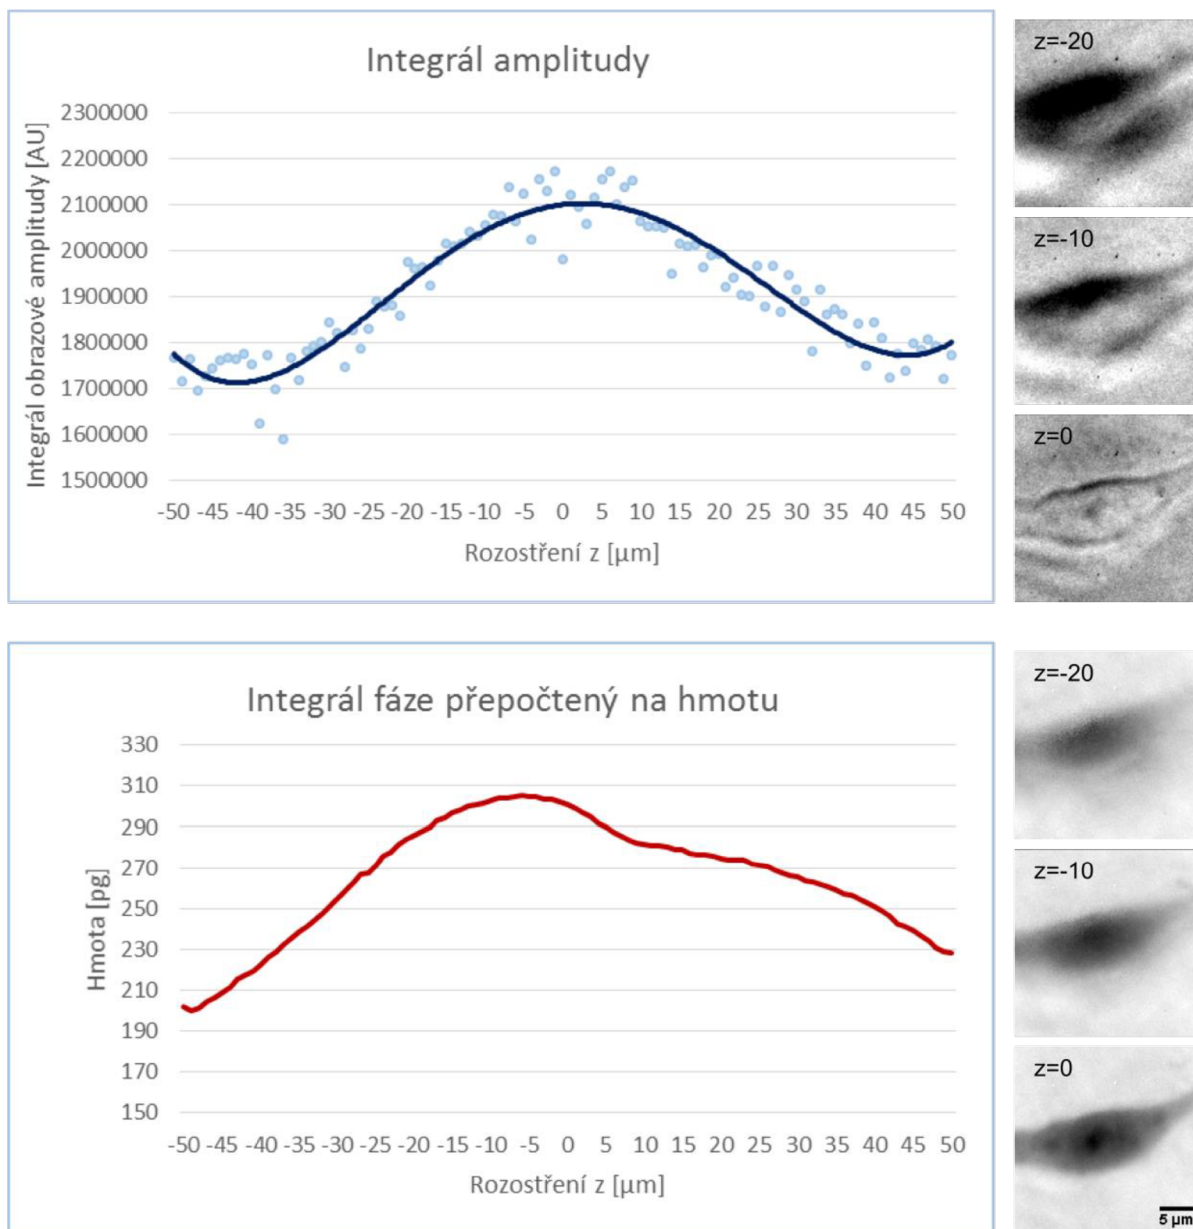 Integrál amplitudy
Integrál obrazové amplitudy [AU]
2300000
2200000
2100000
2000000
1900000
1800000
1700000
1600000
1500000
-50 -45 -40 -35 -30 -25 -20 -15 -10 -5 0 5 10 15 20 25 30 35 40 45 50
Rozostření z [µm]
z=-20
z=-10
z=0
Integrál fáze přepočtený na hmotu
Hmota [pg]
330
310
290
270
250
230
210
190
170
150
-50 -45 -40 -35 -30 -25 -20 -15 -10 -5 0 5 10 15 20 25 30 35 40 45 50
Rozostření z [µm]
z=-20
z=-10
z=0
5 µm